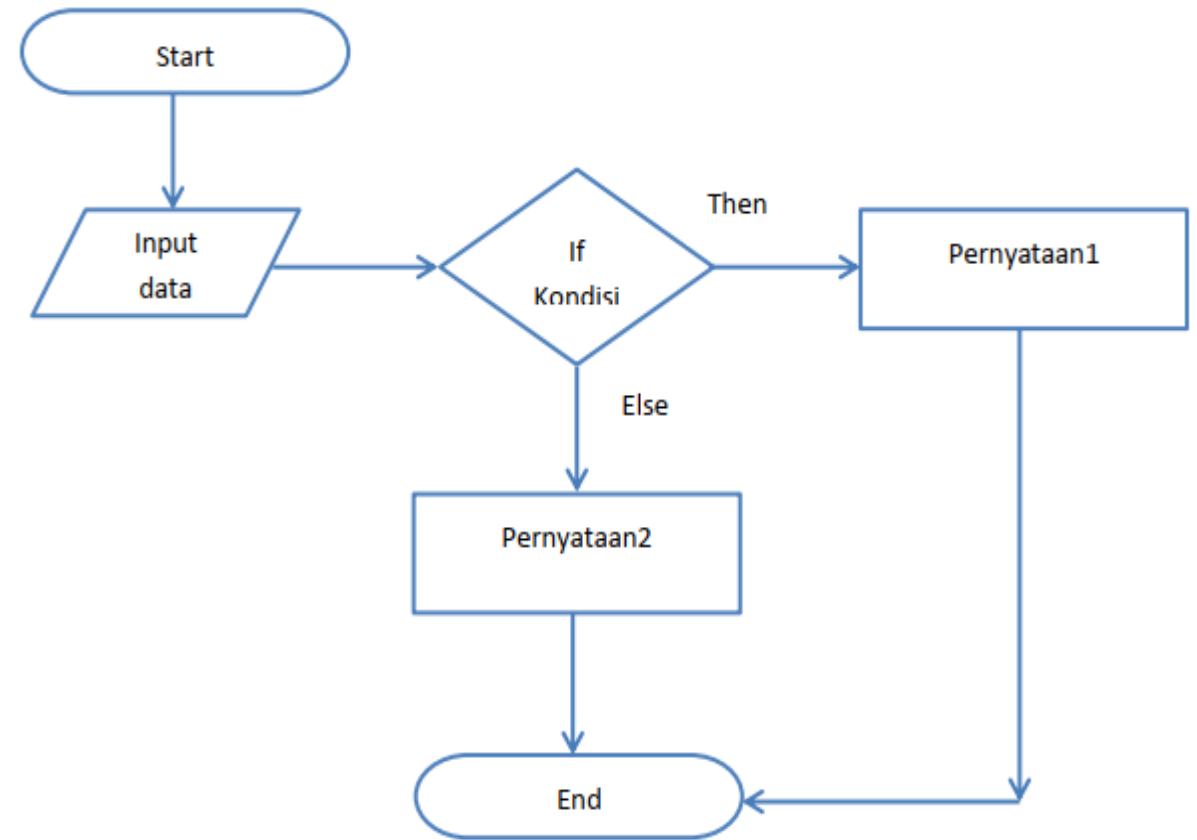 Start
Input
data
If
Kondisi
Then
Pernyataan1
Else
Pernyataan2
End